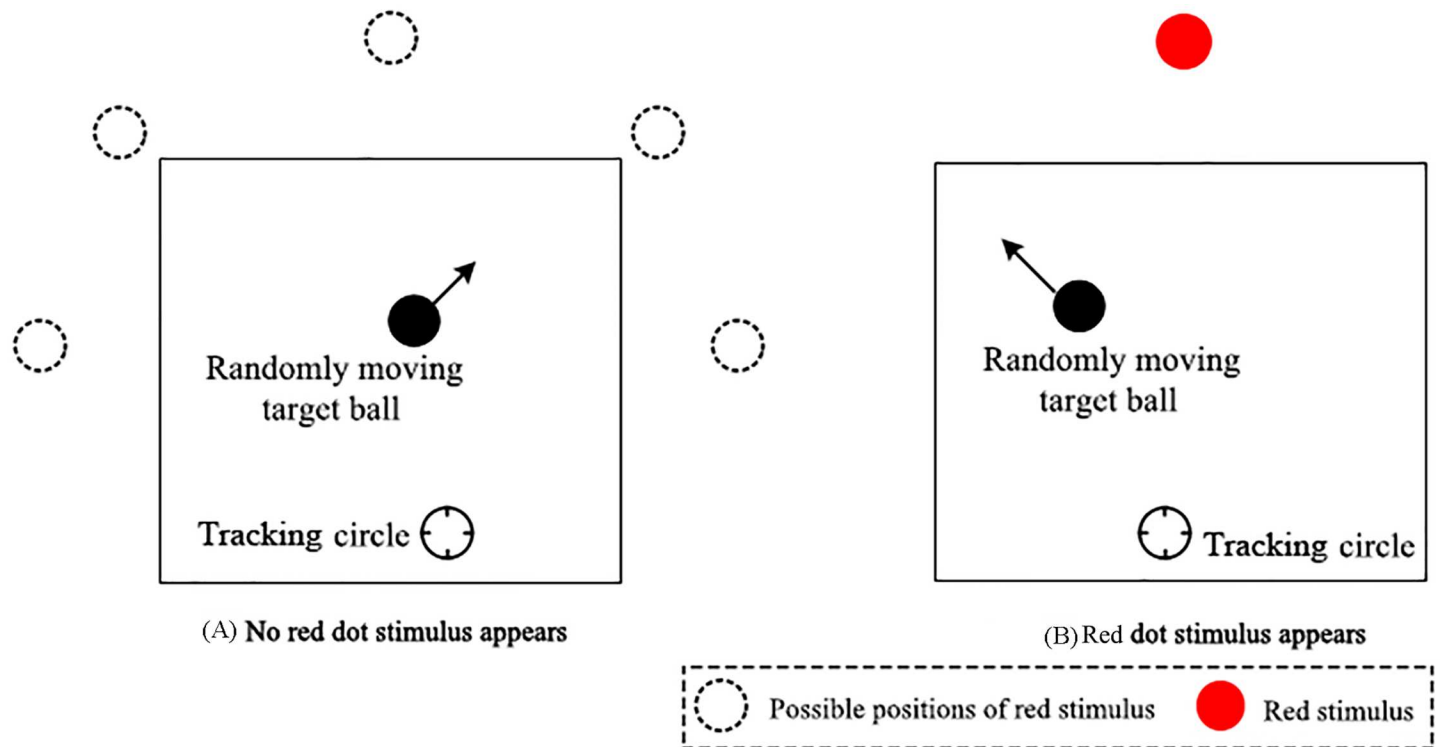 Randomly moving
target ball
Tracking circle
(A) No red dot stimulus appears
Randomly moving
target ball
Tracking circle
(B) Red dot stimulus appears
Possible positions of red stimulus
Red stimulus